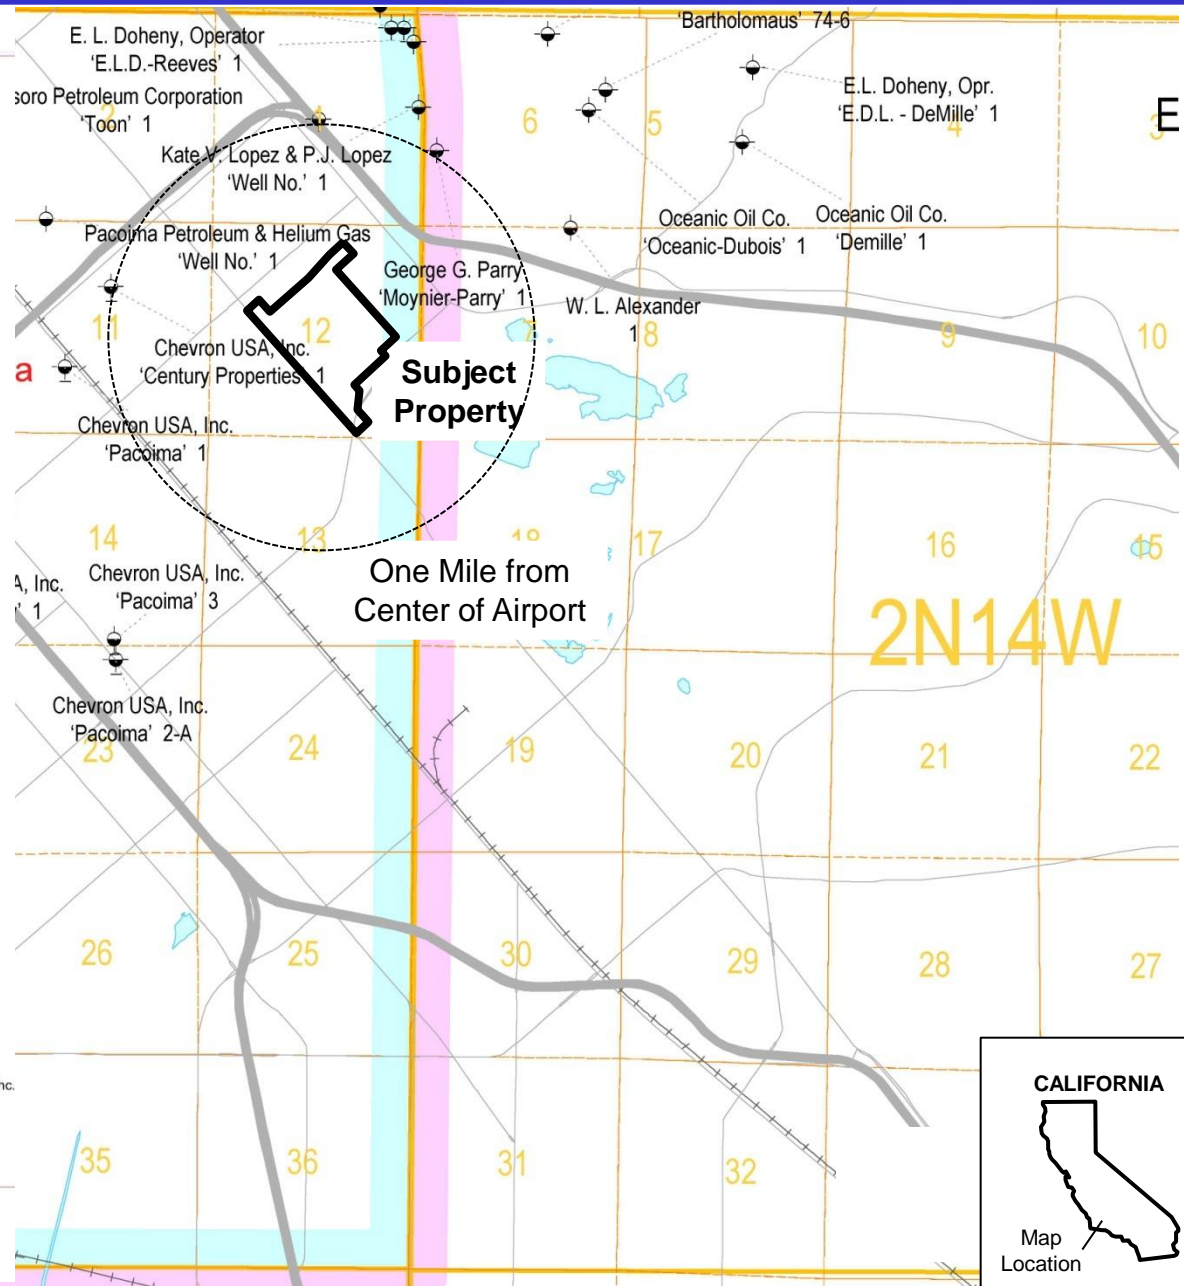 'Bartholomaus' 74-6
E. L. Doheny, Operator
'E.L.D.-Reeves' 1
soro Petroleum Corporation
'Toon' 1
2
1
6
5
E.L. Doheny, Opr.
'E.D.L. - DeMille' 1
4
3
E
Kate V. Lopez & P.J. Lopez
'Well No.' 1
Pacoima Petroleum & Helium Gas
'Well No.' 1
Oceanic Oil Co.
'Oceanic-Dubois' 1
Oceanic Oil Co.
'Demille' 1
George G. Parry
'Moynier-Parry' 1
W. L. Alexander
1
11
12
7
8
9
10
Chevron USA, Inc.
'Century Properties' 1
a
Subject
Property
Chevron USA, Inc.
'Pacoima' 1
14
13
18
17
16
15
One Mile from
Center of Airport
A, Inc.
' 1
Chevron USA, Inc.
'Pacoima' 3
2N14W
Chevron USA, Inc.
'Pacoima' 2-A
23
24
19
20
21
22
26
25
30
29
28
27
nc.
35
36
31
32
CALIFORNIA
Map
Location